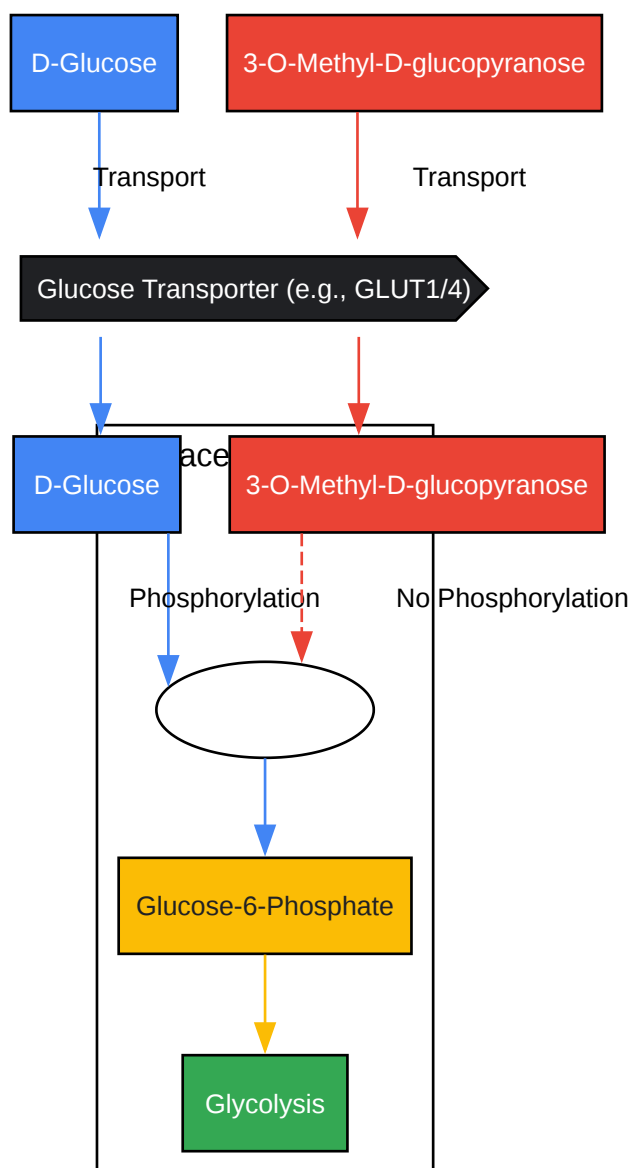 D-Glucose
3-O-Methyl-D-glucopyranose
Transport
Transport
Glucose Transporter (e.g., GLUT1/4)
D-Glucose
3-O-Methyl-D-glucopyranose
Phosphorylation
No Phosphorylation
Glucose-6-Phosphate
Glycolysis